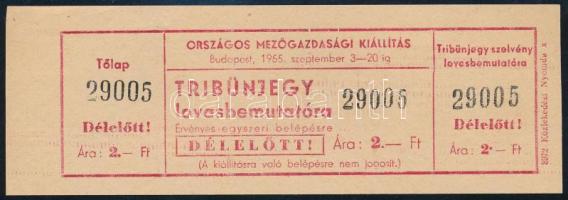 Tőlap
29005
Délelőtt!
Ára: 2.— Ft
ORSZÁGOS MEZŐGAZDASÁGI KIÁLLÍTÁS
Budapest, 1955. szeptember 3—20-ig
TRIBÜNJEGY
lovasbemutatóra
29005
Érvényes egyszeri belépésre
DÉLELŐTT! Ára: 2.— Ft
(A kiállításra való belépésre nem jogosít.)
Tribünjegy szelvény
lovasbemutatóra
29005
Délelőtt!
Ára: 2.— Ft
Közlekedési Nyomda